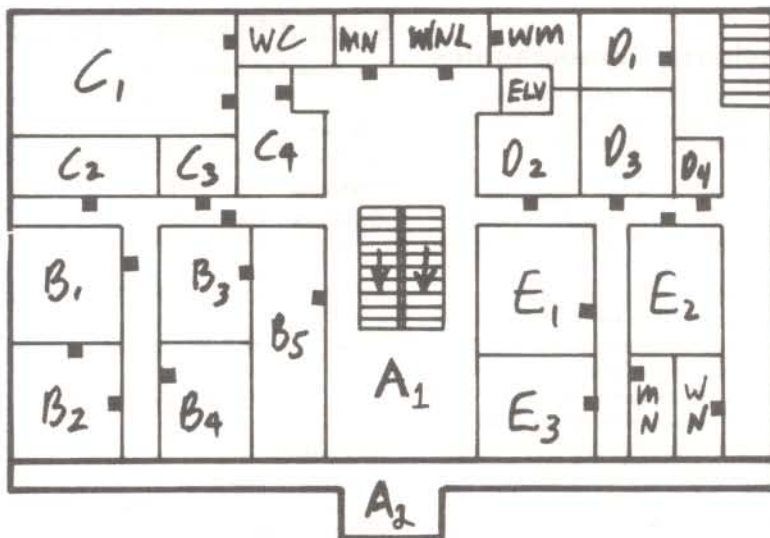 WC MN WNL WM D1
C1
ELV
C2 C3 C4 D2 D3 D4
B1 B3 E1 E2
B5
A1
B2 B4 E3 M N W N
A2